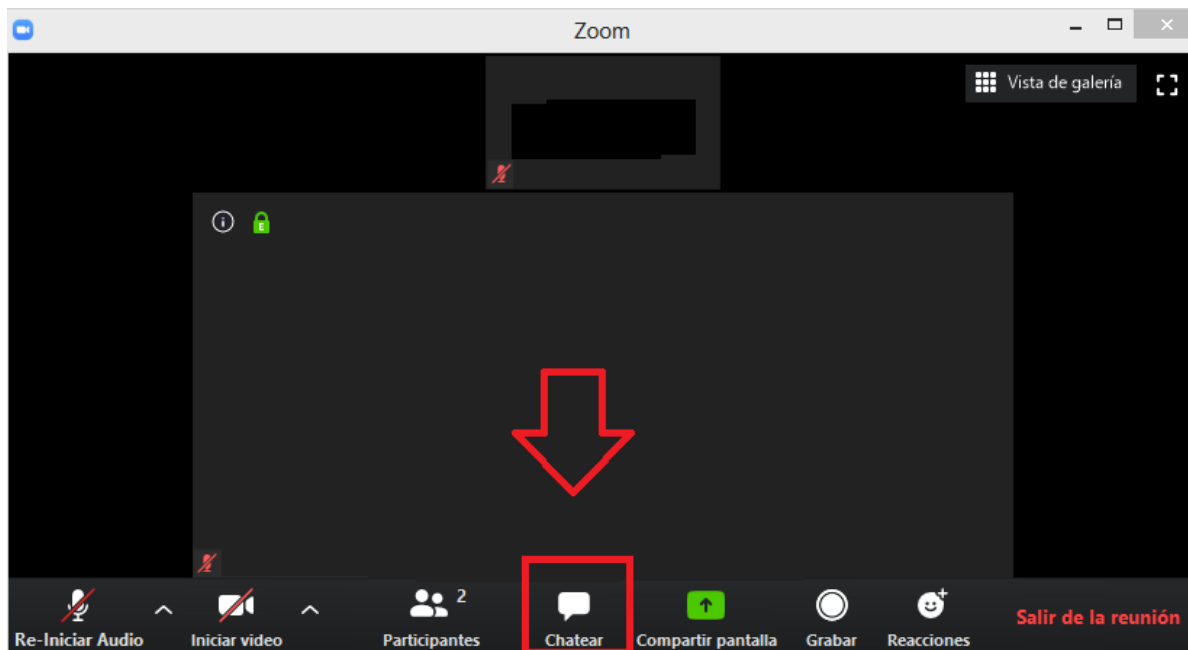 Zoom
Vista de galería
E
2
Re-Iniciar Audio
Iniciar video
Participantes
Chatear
Compartir pantalla
Grabar
Reacciones
Salir de la reunión